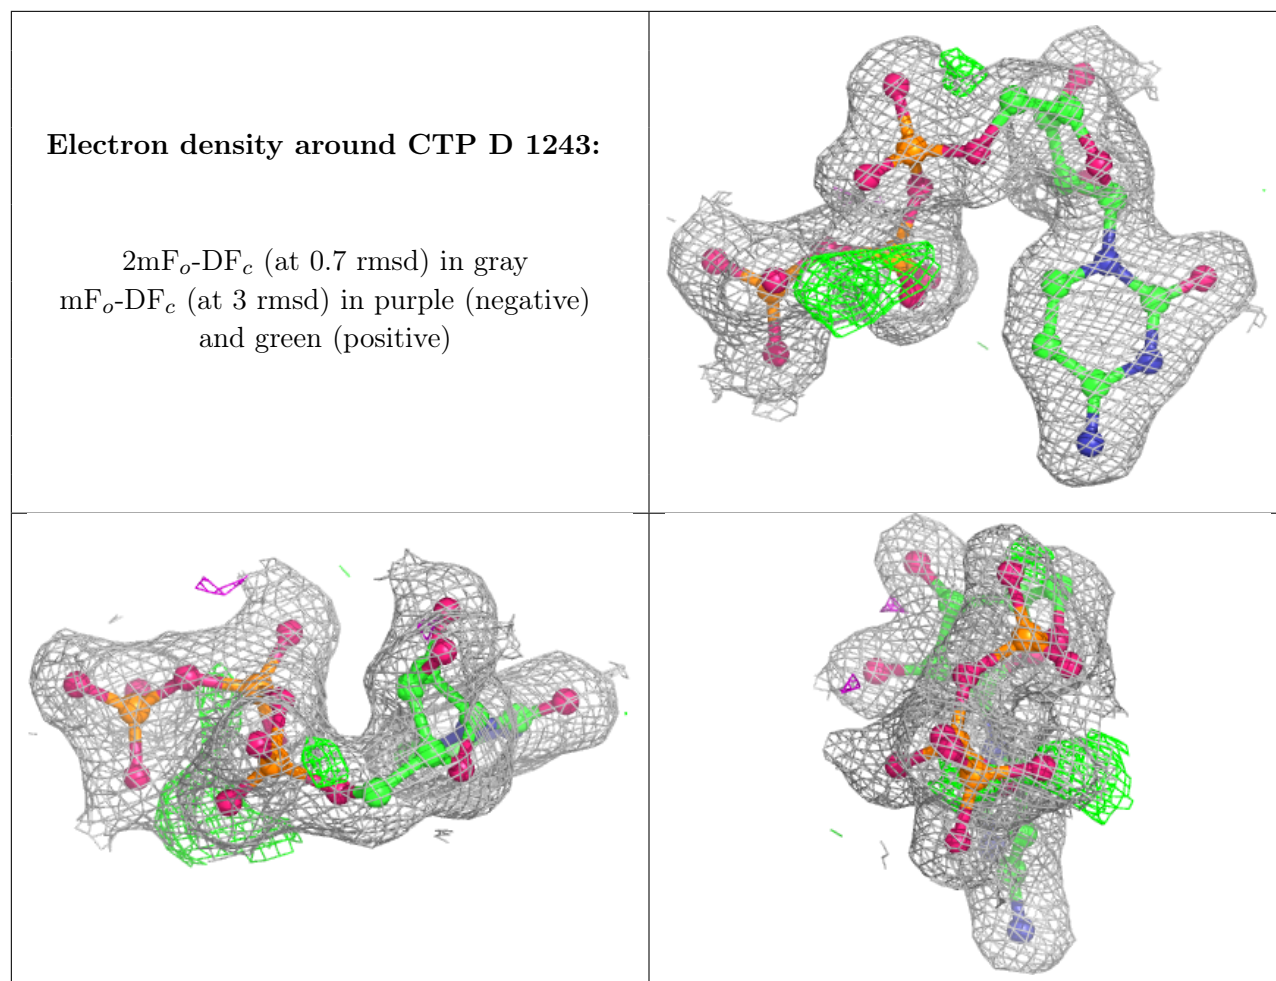 Electron density around CTP D 1243:
2mFo-DFc (at 0.7 rmsd) in gray
mFo-DFc (at 3 rmsd) in purple (negative)
and green (positive)